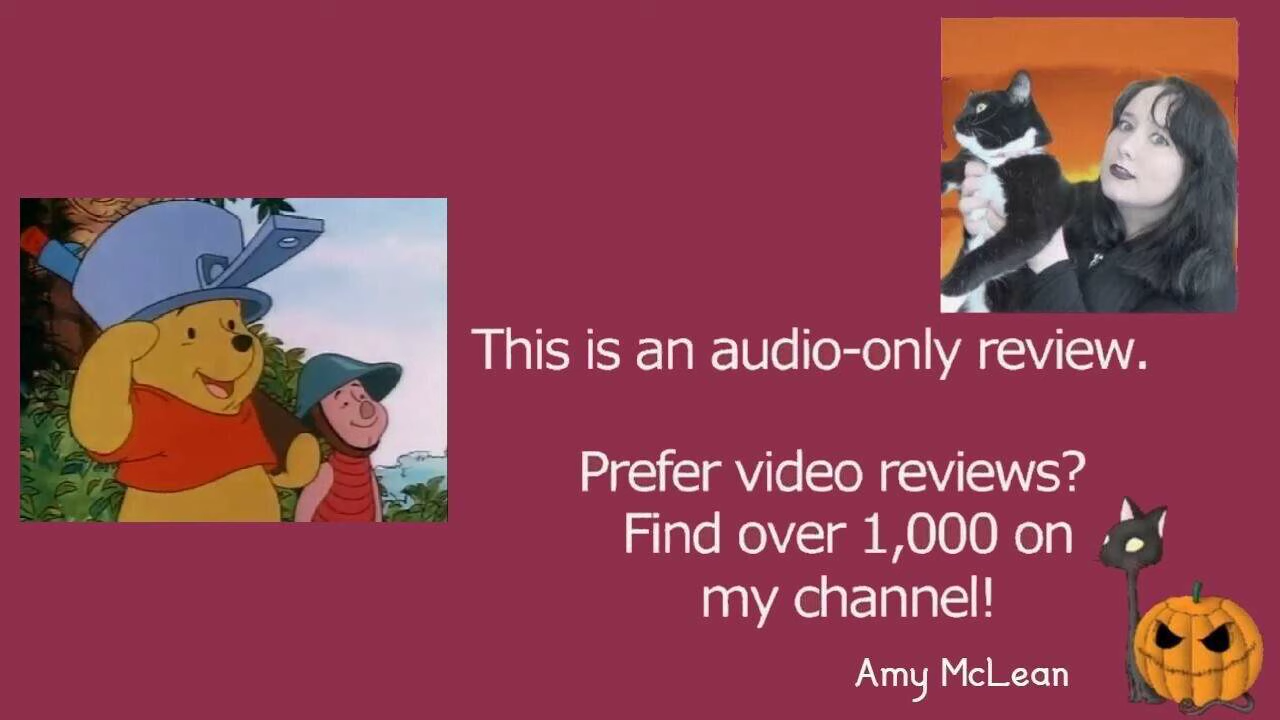 This is an audio-only review.
Prefer video reviews?
Find over 1,000 on
my channel!
Amy McLean